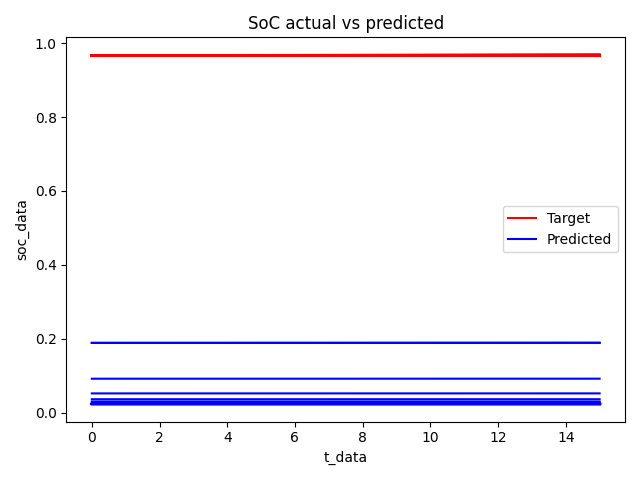 SoC actual vs predicted
1.0
0.8
0.6
0.4
0.2
0.0
soc_data
Target
Predicted
0 2 4 6 8 10 12 14
t_data